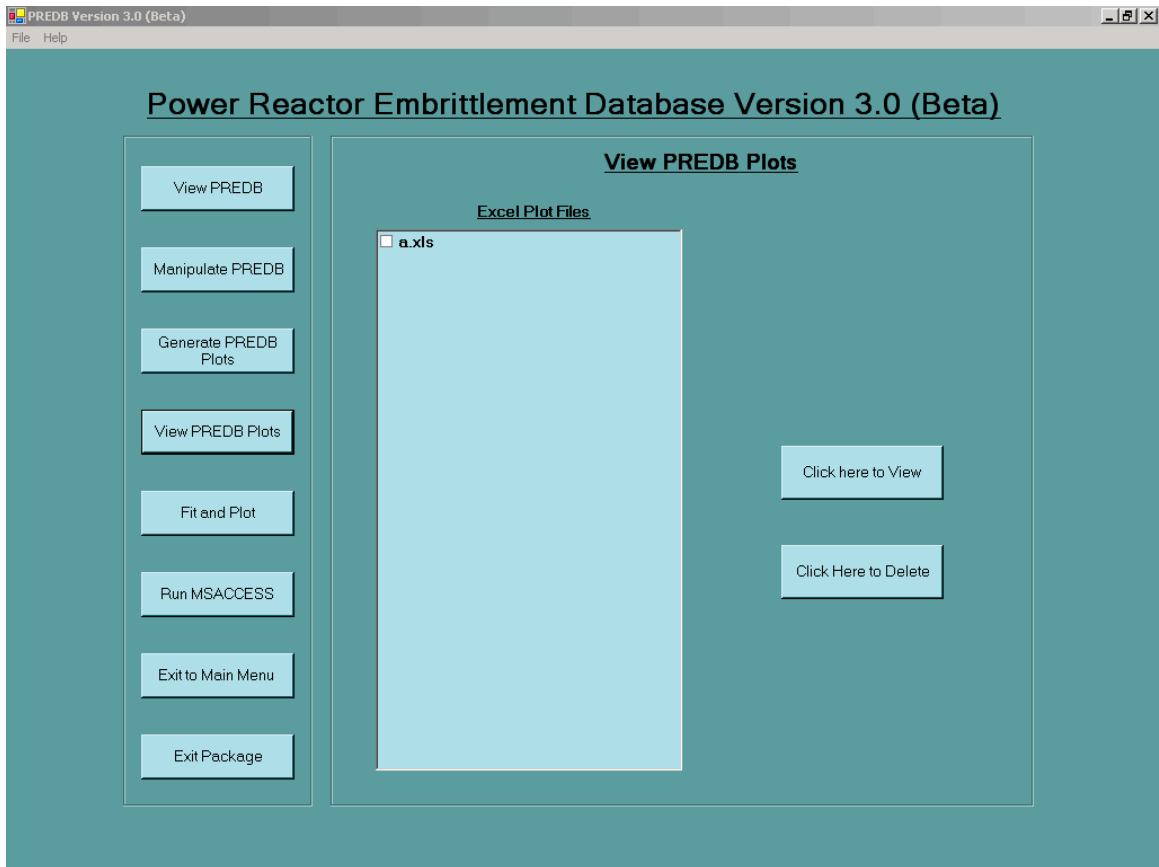 PREDB Version 3.0 (Beta)
File Help
Power Reactor Embrittlement Database Version 3.0 (Beta)
View PREDB
Manipulate PREDB
Generate PREDB
Plots
View PREDB Plots
Fit and Plot
Run MSACCESS
Exit to Main Menu
Exit Package
View PREDB Plots
Excel Plot Files
a.xls
Click here to View
Click Here to Delete